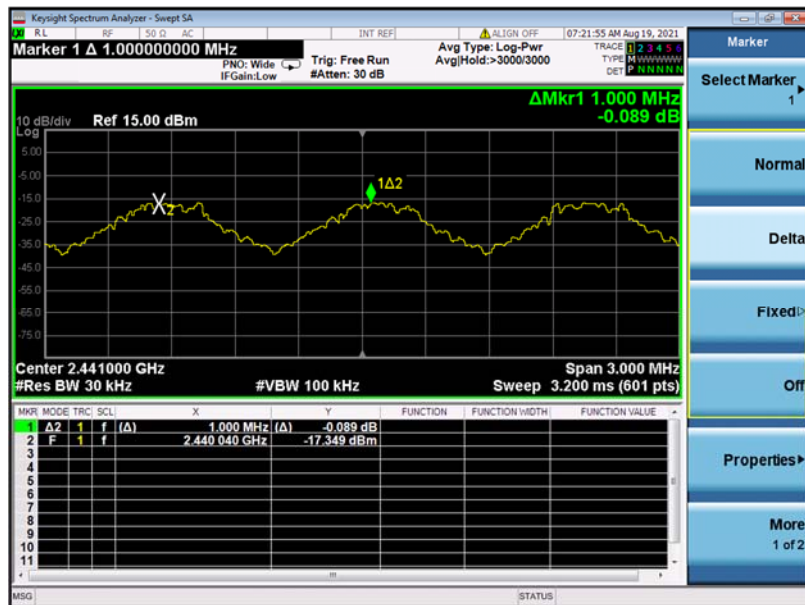 Keysight Spectrum Analyzer - Swept SA
RL RF 50 Ω AC INT REF ALIGN OFF 07:21:55 AM Aug 19, 2021
Marker 1 Δ 1.000000000 MHz
PNO: Wide
IFGain:Low
Trig: Free Run
#Atten: 30 dB
Avg Type: Log-Pwr
Avg|Hold:>3000/3000
TRACE 1 2 3 4 5 6
TYPE M W W W W W
DET P N N N N N
ΔMkr1 1.000 MHz
-0.089 dB
10 dB/div Ref 15.00 dBm
Log
5.00
-5.00
-15.0
-25.0
-35.0
-45.0
-55.0
-65.0
-75.0
1Δ2
2
Center 2.441000 GHz Span 3.000 MHz
#Res BW 30 kHz #VBW 100 kHz Sweep 3.200 ms (601 pts)
MKR MODE TRC SCL X Y FUNCTION FUNCTION WIDTH FUNCTION VALUE
1 Δ2 1 f (Δ) 1.000 MHz (Δ) -0.089 dB
2 F 1 f 2.440 040 GHz -17.349 dBm
3
4
5
6
7
8
9
10
11
MSG STATUS
Marker
Select Marker
1
Normal
Delta
Fixed
Off
Properties
More
1 of 2